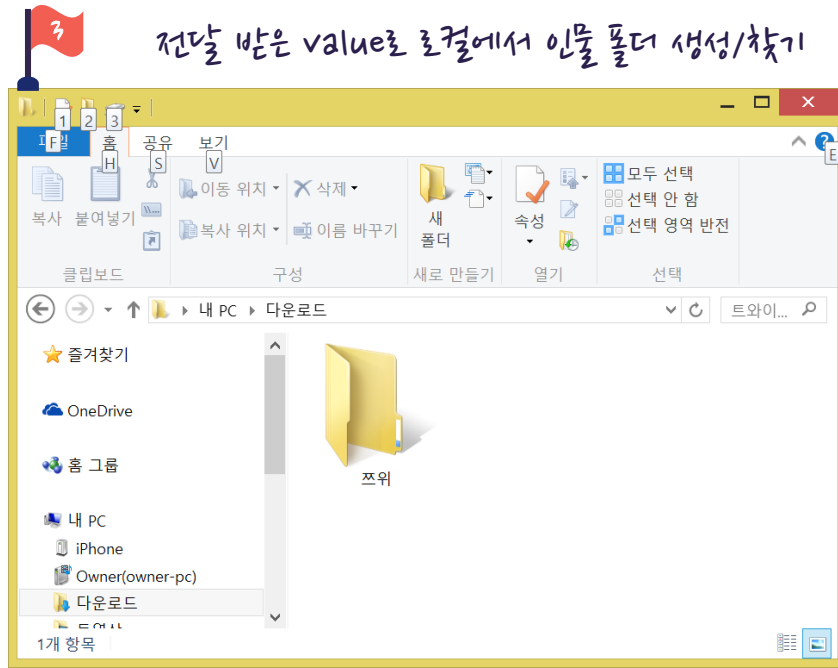 3
전달 받은 value로 로컬에서 인물 폴더 생성/찾기
1 2 3
F 홈 공유 보기
H S V E
복사 붙여넣기 이동 위치 삭제 새 폴더 속성 모두 선택
복사 위치 이름 바꾸기 선택 안 함
선택 영역 반전
클립보드 구성 새로 만들기 열기 선택
내 PC 다운로드 트와이...
즐겨찾기
OneDrive
쯔위
홈 그룹
내 PC
iPhone
Owner(owner-pc)
다운로드
1개 항목